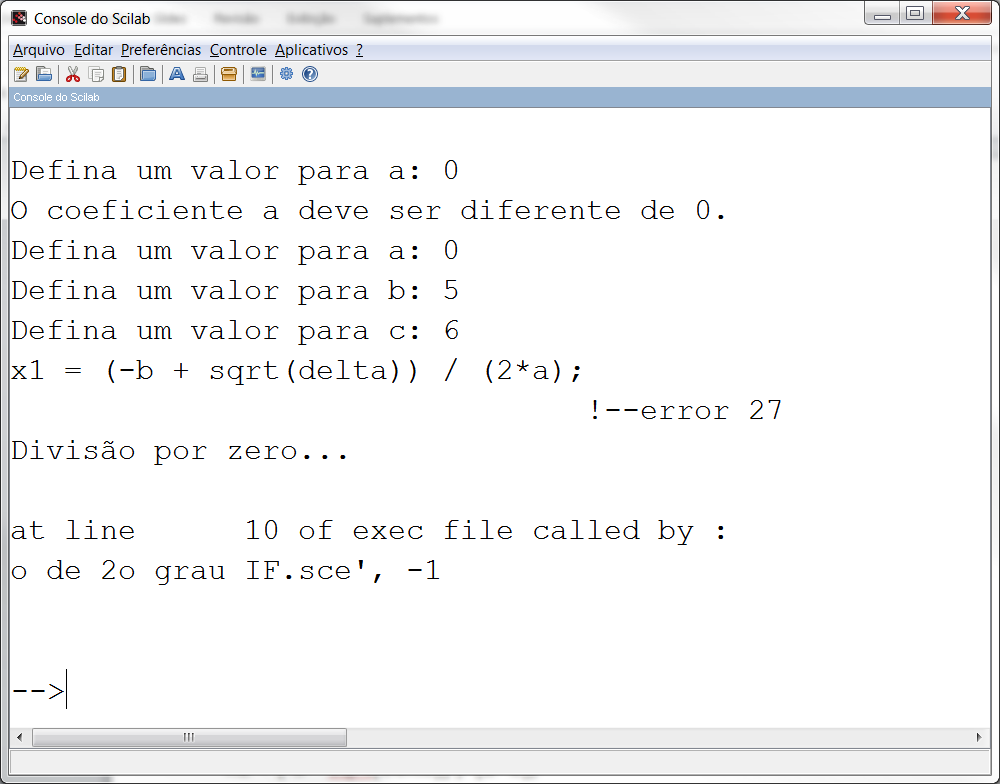 Console do Scilab
Arquivo Editar Preferências Controle Aplicativos ?
Console do Scilab
Defina um valor para a: 0
O coeficiente a deve ser diferente de 0.
Defina um valor para a: 0
Defina um valor para b: 5
Defina um valor para c: 6
x1 = (-b + sqrt(delta)) / (2*a);
!--error 27
Divisão por zero...
at line 10 of exec file called by :
o de 2o grau IF.sce', -1
-->